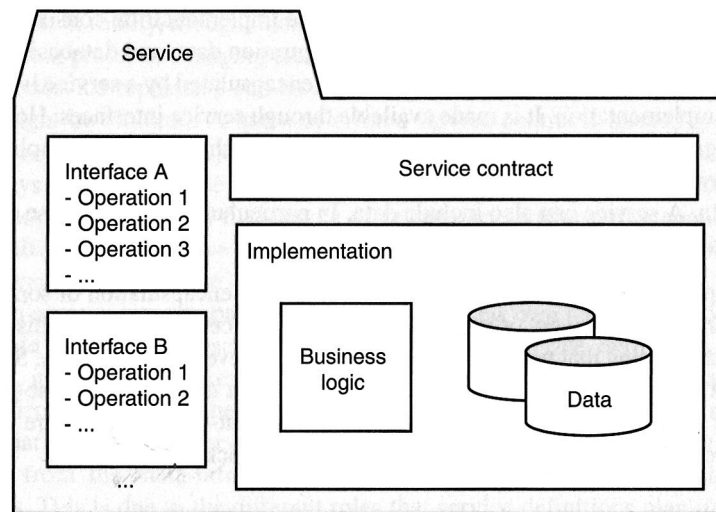 Service
Interface A
- Operation 1
- Operation 2
- Operation 3
- ...
Interface B
- Operation 1
- Operation 2
- ...
...
Service contract
Implementation
Business
logic
Data